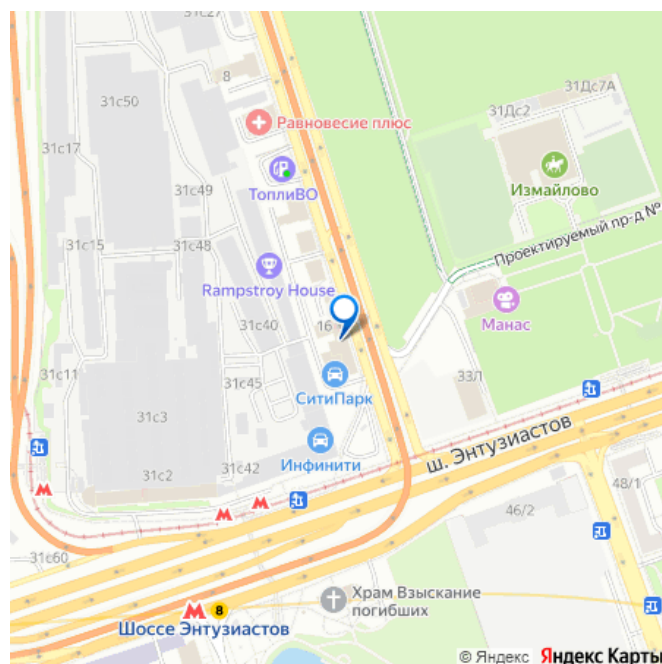 31с27
8
31с50
31Дс7А
31Дс2
Равновесие плюс
31с17
Измайлово
ТоплиВО
31с49
Проектируемый пр-д №
31с15
31с48
Rampstroy House
Манас
31с40
16
31с11
33Л
31с45
СитиПарк
31с3
ш. Энтузиастов
Инфинити
31с42
31с2
48/1
46/2
31с60
Храм Взыскание
погибших
8
Шоссе Энтузиастов
© Яндекс Яндекс Карты